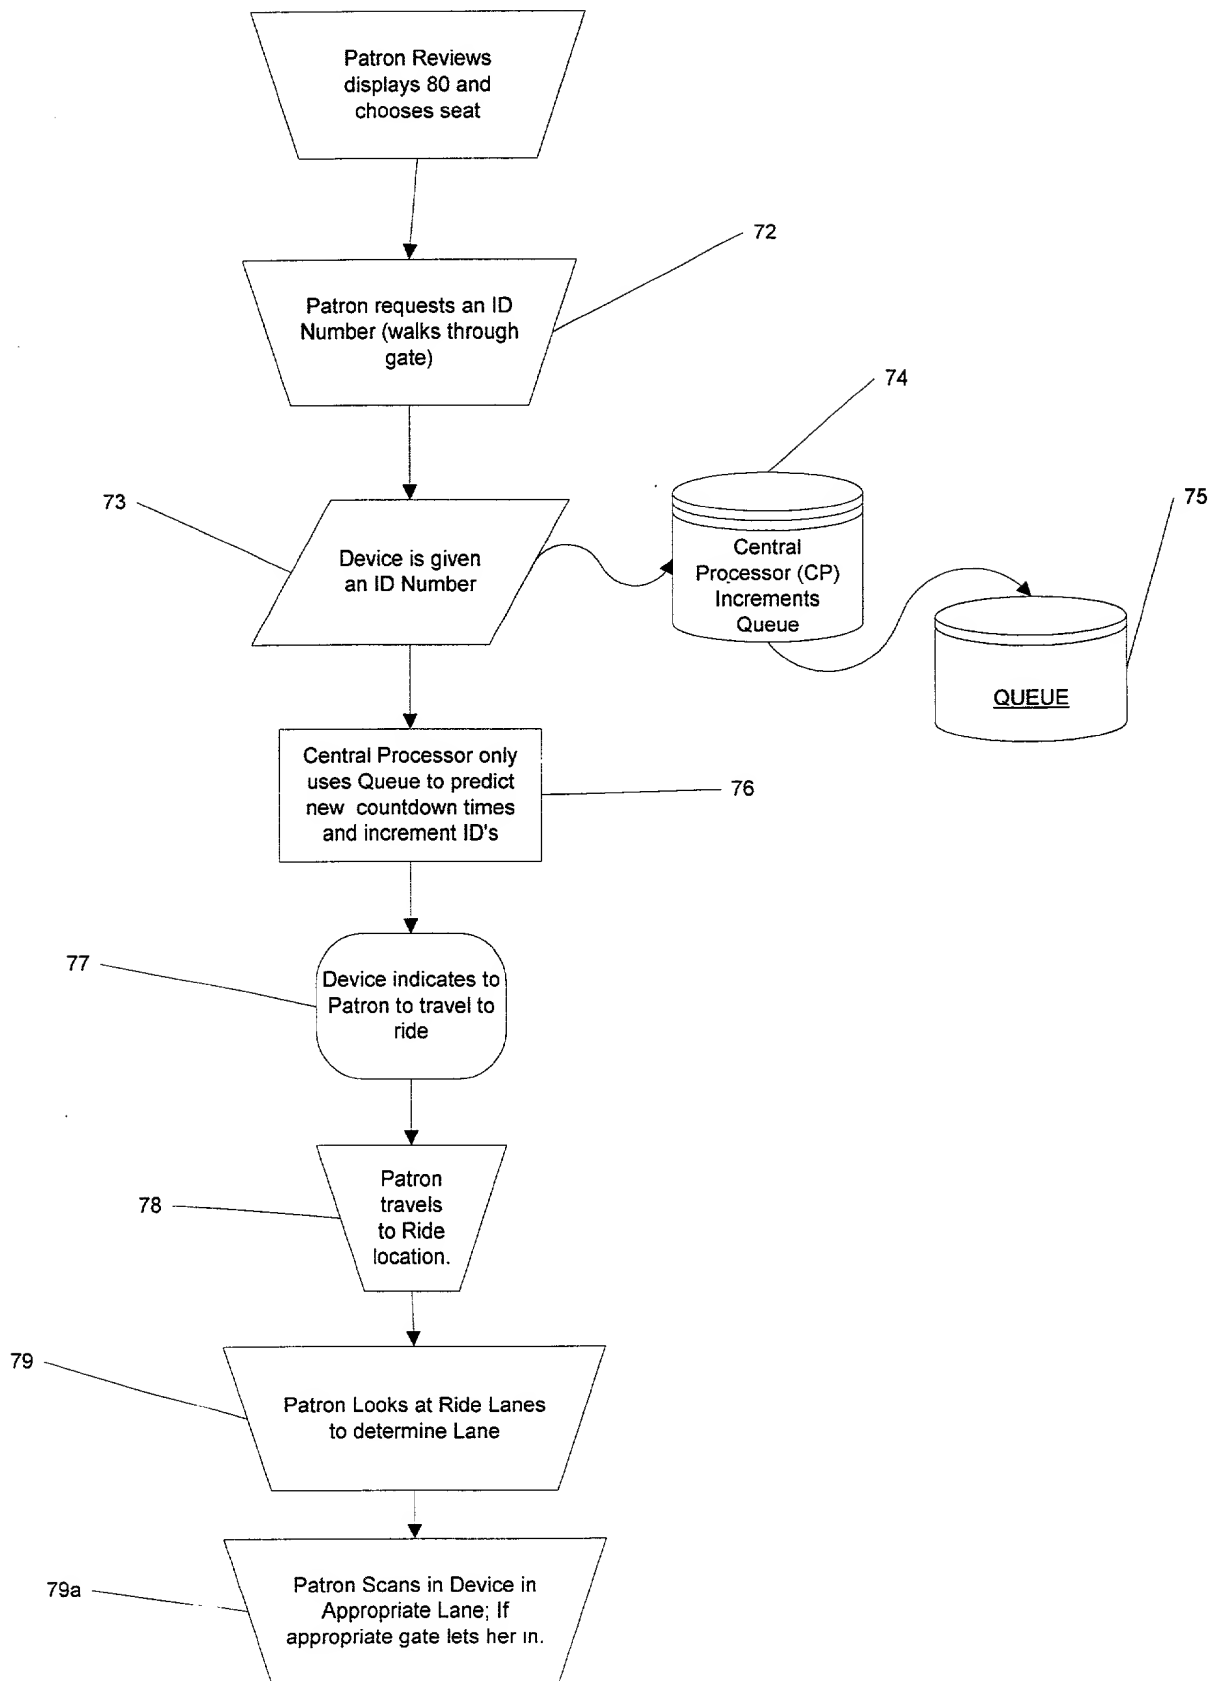 Patron Reviews
displays 80 and
chooses seat
72
Patron requests an ID
Number (walks through
gate)
74
73
Device is given
an ID Number
75
Central
Processor (CP)
Increments
Queue
QUEUE
Central Processor only
uses Queue to predict
new countdown times
and increment ID's
76
77
Device indicates to
Patron to travel to
ride
78
Patron
travels
to Ride
location.
79
Patron Looks at Ride Lanes
to determine Lane
79a
Patron Scans in Device in
Appropriate Lane; If
appropriate gate lets her in.